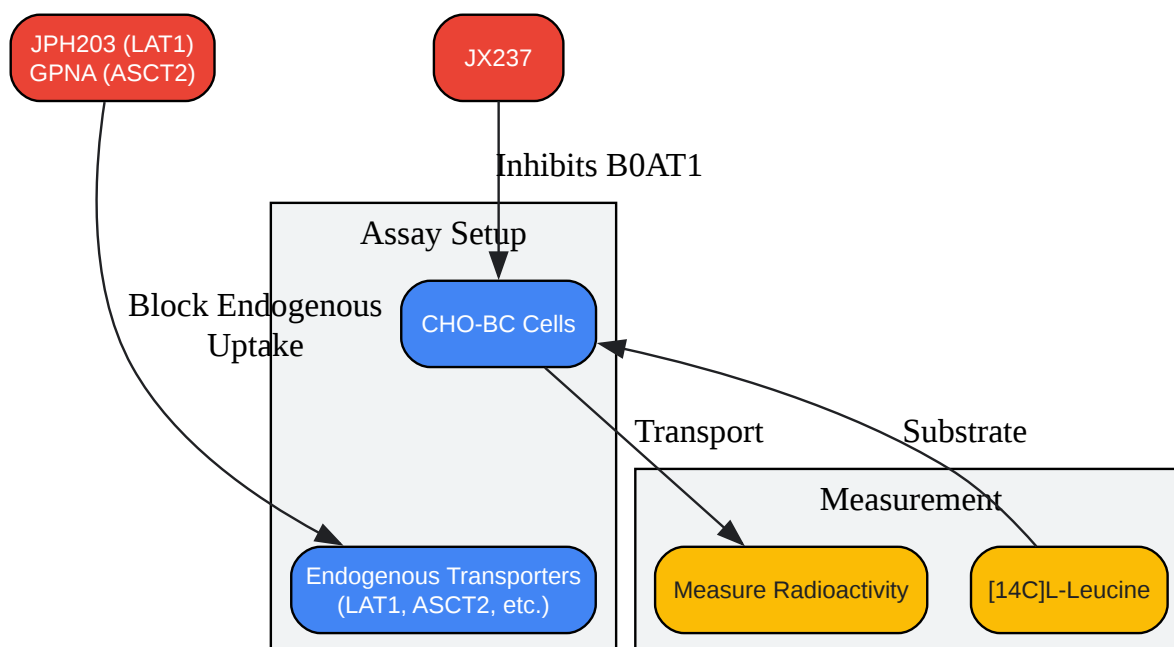 JPH203 (LAT1)
GPNA (ASCT2)
JX237
Inhibits B0AT1
Assay Setup
Block Endogenous
Uptake
CHO-BC Cells
Transport
Substrate
Measurement
Endogenous Transporters
(LAT1, ASCT2, etc.)
Measure Radioactivity
[14C]L-Leucine